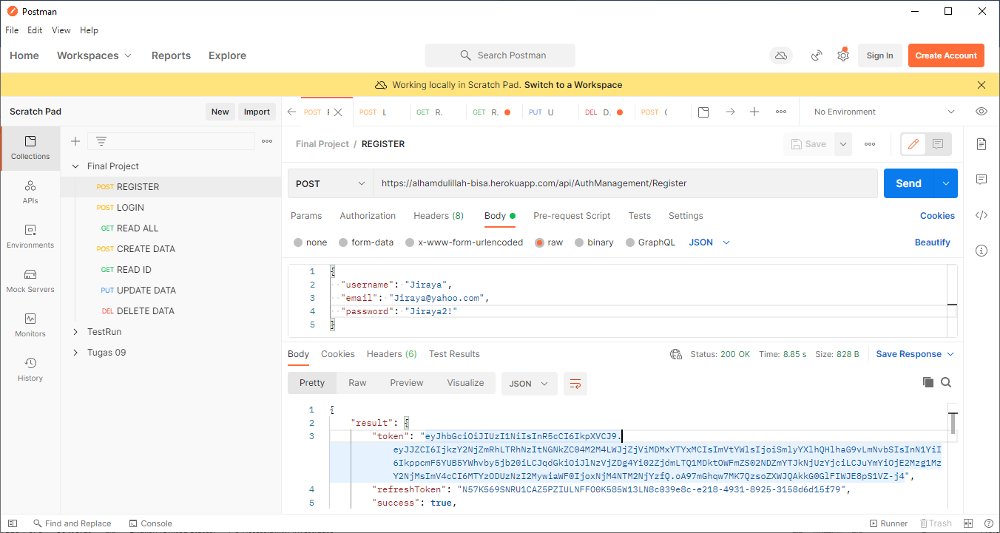 Postman
File Edit View Help
Home Workspaces Reports Explore Search Postman Sign In Create Account
Working locally in Scratch Pad. Switch to a Workspace
Scratch Pad New Import
POST POST L GET R. GET R. PUT U DEL D. POST No Environment
Collections
APIs
Environments
Mock Servers
Monitors
History
Final Project
POST REGISTER
POST LOGIN
GET READ ALL
POST CREATE DATA
GET READ ID
PUT UPDATE DATA
DEL DELETE DATA
TestRun
Tugas 09
Final Project / REGISTER Save
POST https://alhamdulillah-bisa.herokuapp.com/api/AuthManagement/Register Send
Params Authorization Headers (8) Body Pre-request Script Tests Settings Cookies
none form-data x-www-form-urlencoded raw binary GraphQL JSON Beautify
1 {
2 "username": "Jiraya",
3 "email": "Jiraya@yahoo.com",
4 "password": "Jiraya2!"
5 }
Body Cookies Headers (6) Test Results Status: 200 OK Time: 8.85 s Size: 828 B Save Response
Pretty Raw Preview Visualize JSON
1 {
2 "result": {
3 "token": "eyJhbGciOiJIUzI1NiIsInR5cCI6IkpXVCJ9.
4 "refreshToken": "N57K569SNRU1CAZ5PZIULNFFO0K585W13LN8c039e8c-e218-4931-8925-3158d6d15f79",
5 "success": true,
Find and Replace Console Runner Trash